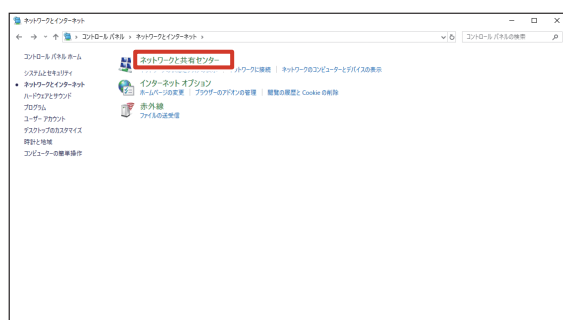 ネットワークとインターネット
コントロール パネル › ネットワークとインターネット ›
コントロール パネルの検索
コントロール パネル ホーム
システムとセキュリティ
ネットワークとインターネット
ハードウェアとサウンド
プログラム
ユーザー アカウント
デスクトップのカスタマイズ
時計と地域
コンピューターの簡単操作
ネットワークと共有センター
トワークに接続 | ネットワークのコンピューターとデバイスの表示
インターネット オプション
ホームページの変更 | ブラウザーのアドオンの管理 | 閲覧の履歴と Cookie の削除
赤外線
ファイルの送受信